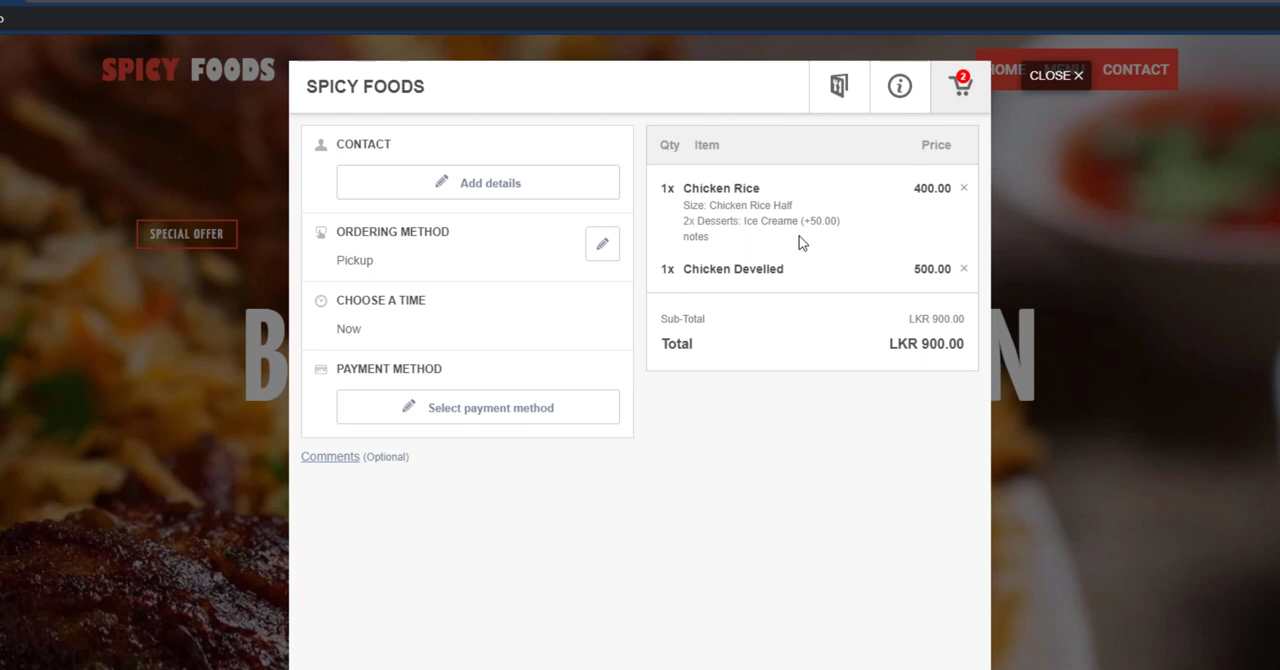 SPICY FOODS
HOME MENU CONTACT
CLOSE ×
SPICY FOODS
2
CONTACT
Add details
ORDERING METHOD
Pickup
CHOOSE A TIME
Now
PAYMENT METHOD
Select payment method
Comments (Optional)
Qty Item Price
1x Chicken Rice 400.00 ×
Size: Chicken Rice Half
2x Desserts: Ice Creame (+50.00)
notes
1x Chicken Develled 500.00 ×
Sub-Total LKR 900.00
Total LKR 900.00
SPECIAL OFFER
B
N